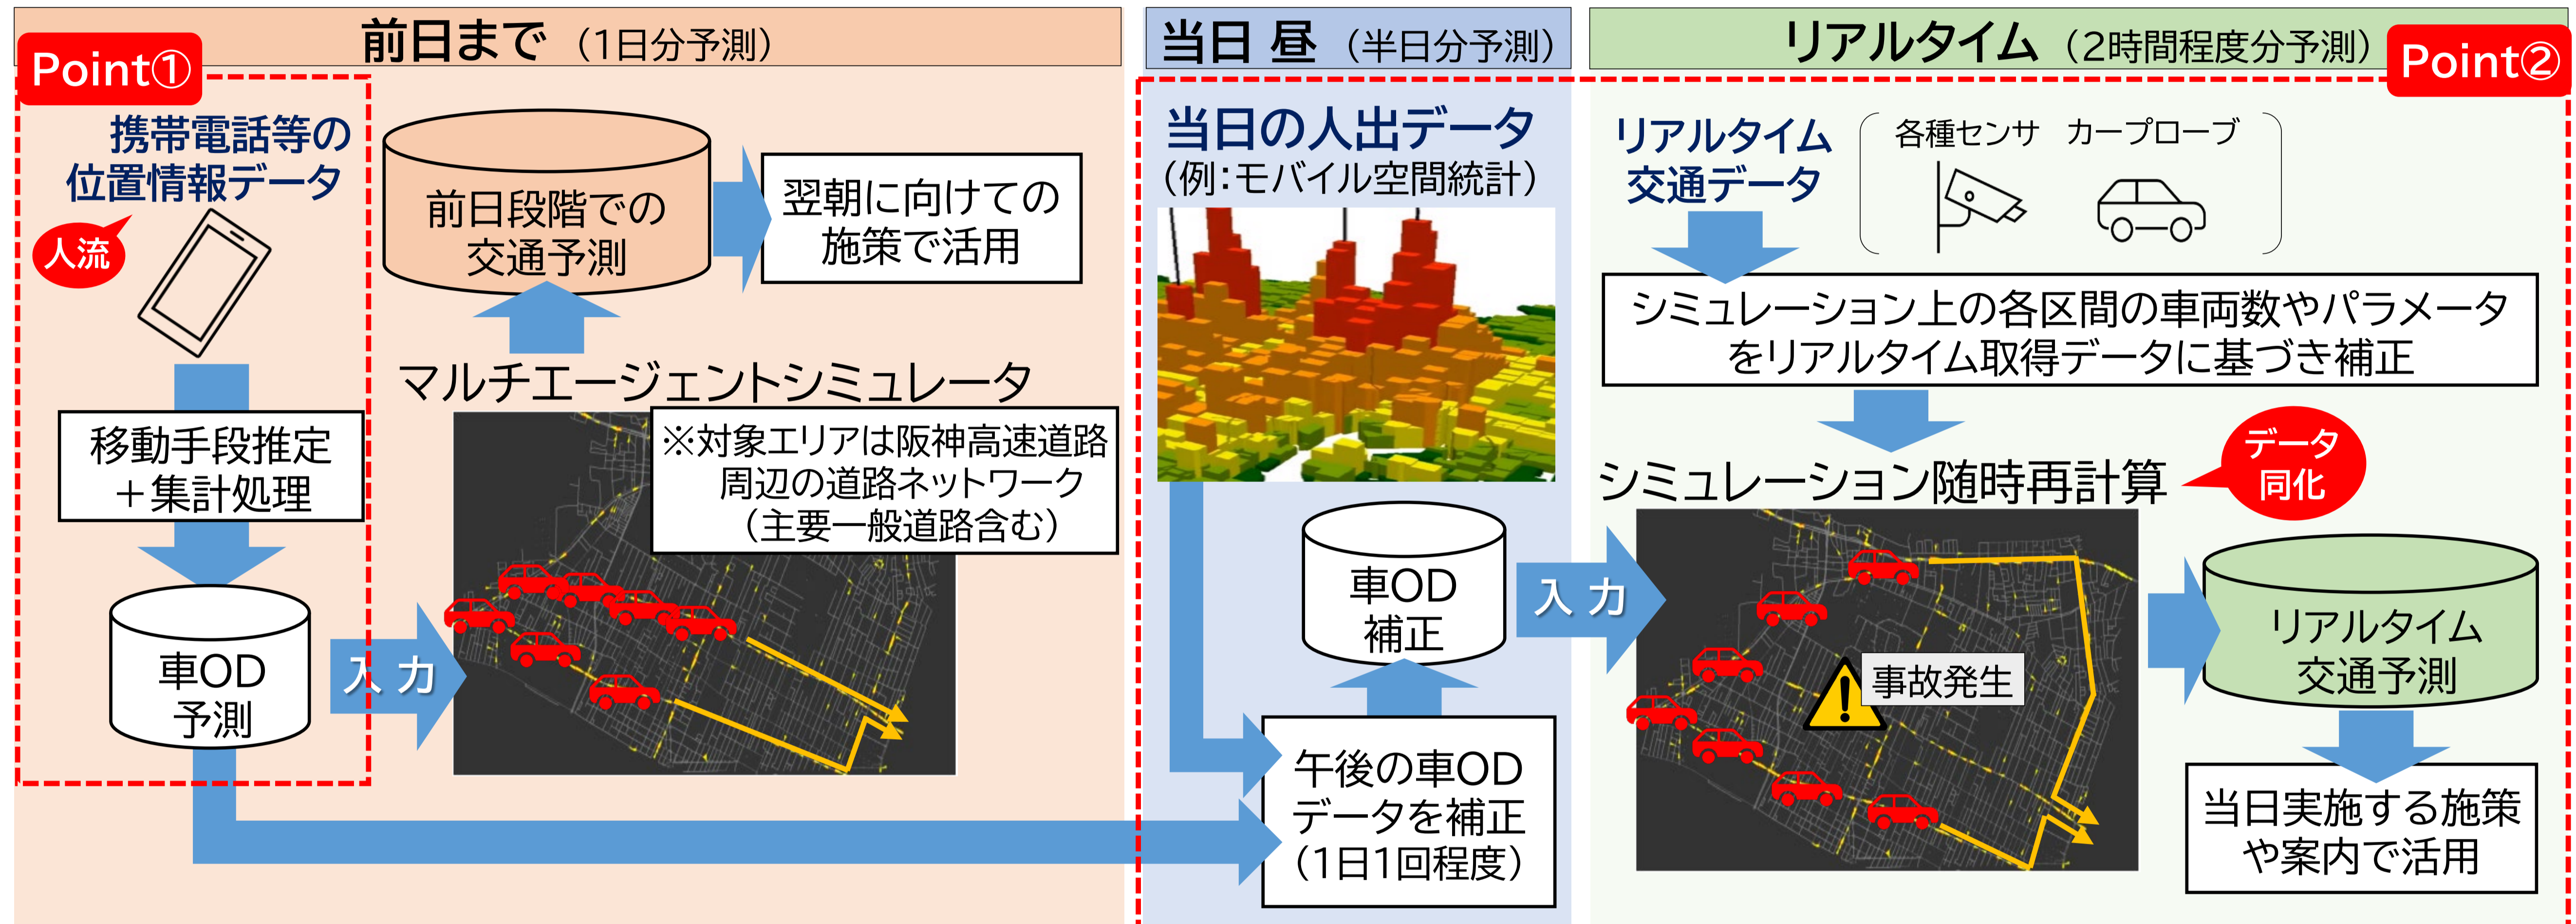 前日まで（1日分予測）
Point①
携帯電話等の
位置情報データ
人流
移動手段推定
＋集計処理
車OD
予測
入 力
前日段階での
交通予測
翌朝に向けての
施策で活用
マルチエージェントシミュレータ
※対象エリアは阪神高速道路
周辺の道路ネットワーク
（主要一般道路含む）
当日 昼（半日分予測）
当日の人出データ
（例：モバイル空間統計）
車OD
補正
午後の車OD
データを補正
（1日1回程度）
入 力
リアルタイム（2時間程度分予測）
Point②
リアルタイム
交通データ
各種センサ カープローブ
シミュレーション上の各区間の車両数やパラメータ
をリアルタイム取得データに基づき補正
シミュレーション随時再計算
データ
同化
事故発生
リアルタイム
交通予測
当日実施する施策
や案内で活用